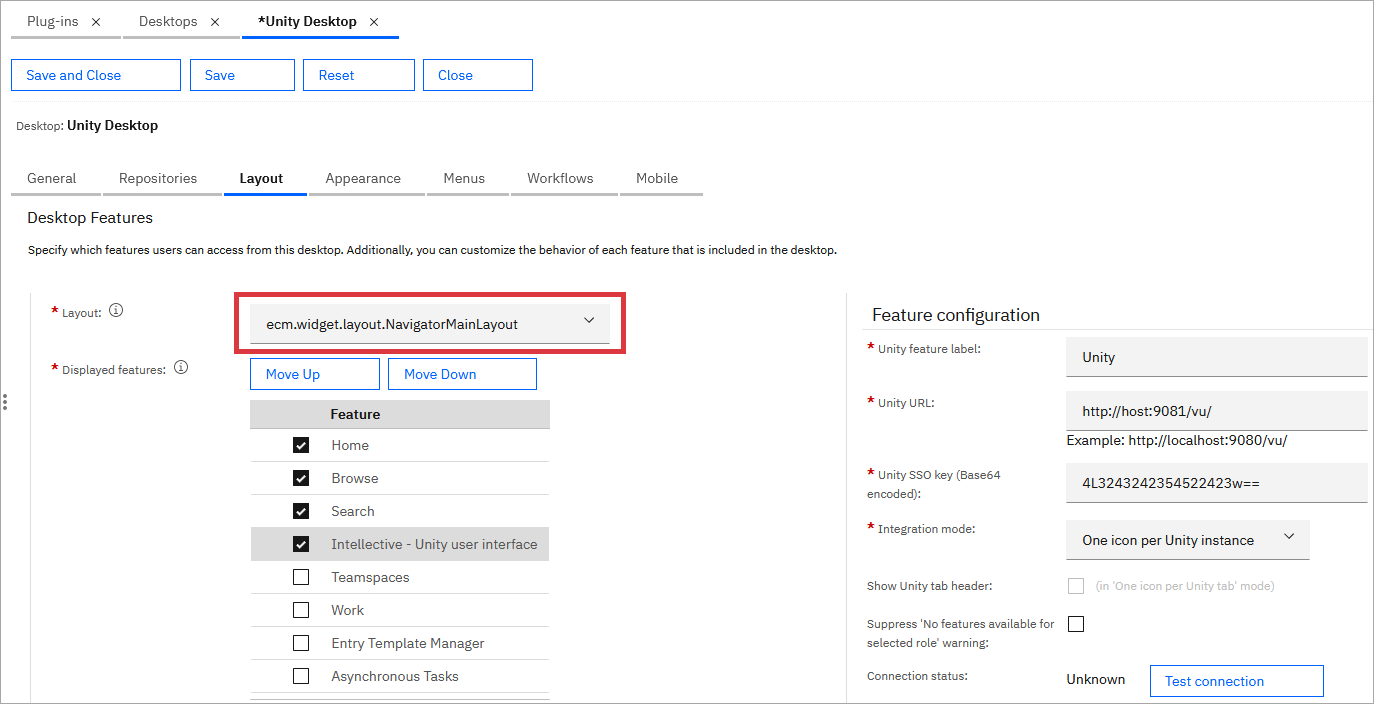 Plug-ins × Desktops × *Unity Desktop ×
Save and Close Save Reset Close
Desktop: Unity Desktop
General Repositories Layout Appearance Menus Workflows Mobile
Desktop Features
Specify which features users can access from this desktop. Additionally, you can customize the behavior of each feature that is included in the desktop.
* Layout:
ecm.widget.layout.NavigatorMainLayout
* Displayed features:
Move Up Move Down
Feature
Home
Browse
Search
Intellective - Unity user interface
Teamspaces
Work
Entry Template Manager
Asynchronous Tasks
Feature configuration
* Unity feature label:
Unity
* Unity URL:
http://host:9081/vu/
Example: http://localhost:9080/vu/
* Unity SSO key (Base64
encoded):
4L3243242354522423w==
* Integration mode:
One icon per Unity instance
Show Unity tab header:
(in 'One icon per Unity tab' mode)
Suppress 'No features available for
selected role' warning:
Connection status:
Unknown
Test connection